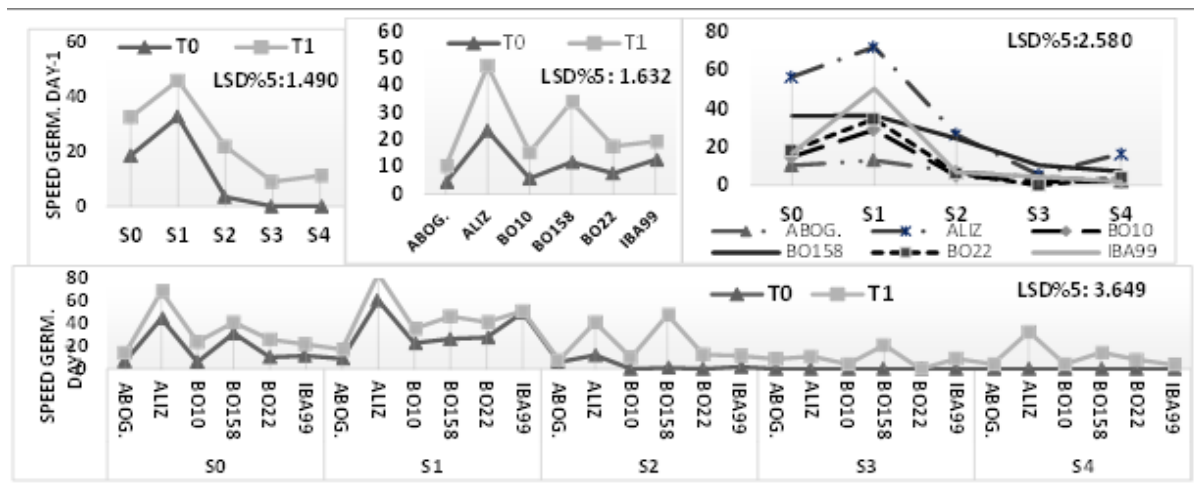 SPEED GERM. DAY-1
60
40
20
0
T0 T1
LSD%5:1.490
S0 S1 S2 S3 S4
60
50
40
30
20
10
0
T0 T1
LSD%5: 1.632
ABOG. ALIZ BO10 BO158 BO22 IBA99
80
60
40
20
0
LSD%5:2.580
S0 S1 S2 S3 S4
ABOG. ALIZ BO10
BO158 BO22 IBA99
SPEED GERM.
DAY-1
80
60
40
20
0
T0 T1
LSD%5: 3.649
ABOG. ALIZ BO10 BO158 BO22 IBA99 ABOG. ALIZ BO10 BO158 BO22 IBA99 ABOG. ALIZ BO10 BO158 BO22 IBA99 ABOG. ALIZ BO10 BO158 BO22 IBA99 ABOG. ALIZ BO10 BO158 BO22 IBA99
S0 S1 S2 S3 S4